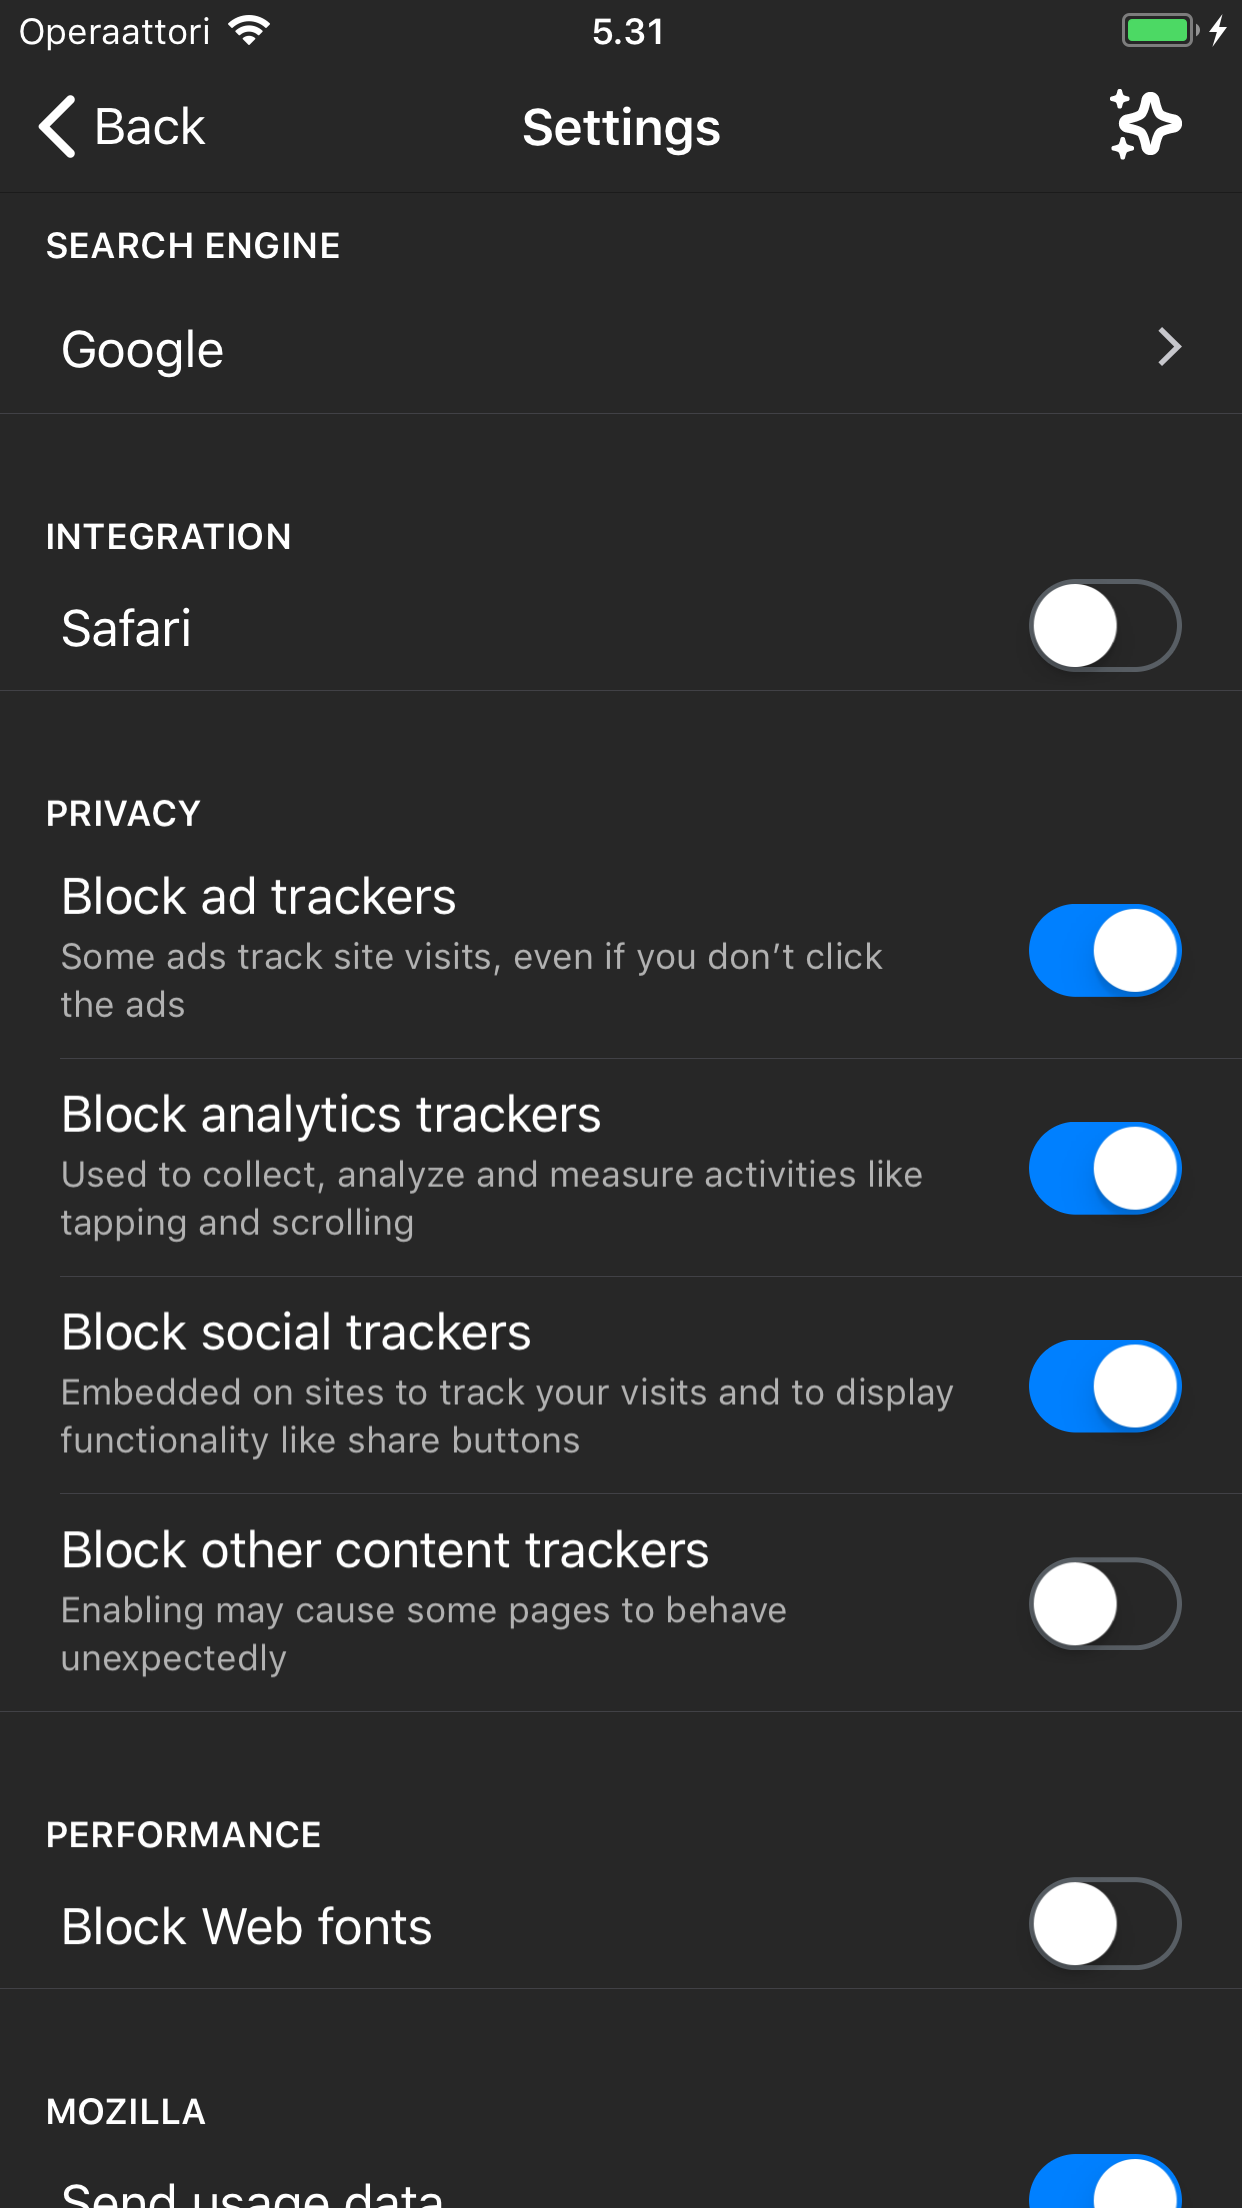 Operaattori
5.31
Back
Settings
SEARCH ENGINE
Google
INTEGRATION
Safari
PRIVACY
Block ad trackers
Some ads track site visits, even if you don’t click
the ads
Block analytics trackers
Used to collect, analyze and measure activities like
tapping and scrolling
Block social trackers
Embedded on sites to track your visits and to display
functionality like share buttons
Block other content trackers
Enabling may cause some pages to behave
unexpectedly
PERFORMANCE
Block Web fonts
MOZILLA
Send usage data